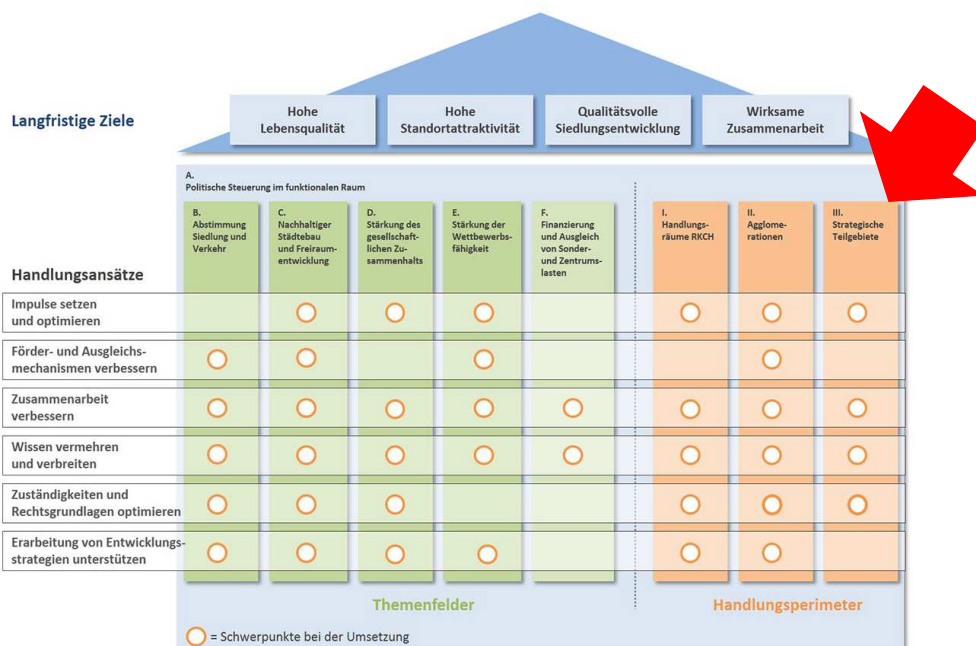 Langfristige Ziele
Hohe
Lebensqualität
Hohe
Standortattraktivität
Qualitätsvolle
Siedlungsentwicklung
Wirksame
Zusammenarbeit
A.
Politische Steuerung im funktionalen Raum
B.
Abstimmung
Siedlung und
Verkehr
C.
Nachhaltiger
Städtebau
und Freiraum-
entwicklung
D.
Stärkung des
gesellschaft-
lichen Zu-
sammenhalts
E.
Stärkung der
Wettbewerbs-
fähigkeit
F.
Finanzierung
und Ausgleich
von Sonder-
und Zentrums-
lasten
I.
Handlungs-
räume RKCH
II.
Agglome-
rationen
III.
Strategische
Teilgebiete
Handlungsansätze
Impulse setzen
und optimieren
Förder- und Ausgleichs-
mechanismen verbessern
Zusammenarbeit
verbessern
Wissen vermehren
und verbreiten
Zuständigkeiten und
Rechtsgrundlagen optimieren
Erarbeitung von Entwicklungs-
strategien unterstützen
Themenfelder
Handlungsperimeter
= Schwerpunkte bei der Umsetzung